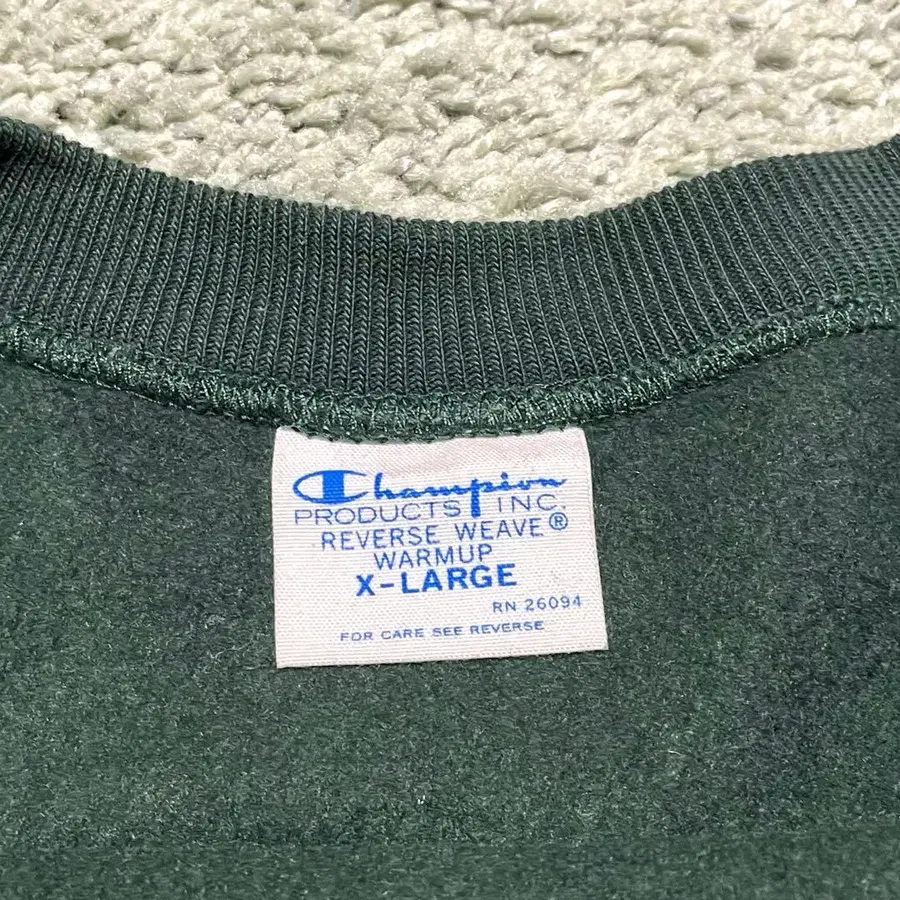 Champion
PRODUCTS INC.
REVERSE WEAVE®
WARMUP
X-LARGE
RN 26094
FOR CARE SEE REVERSE